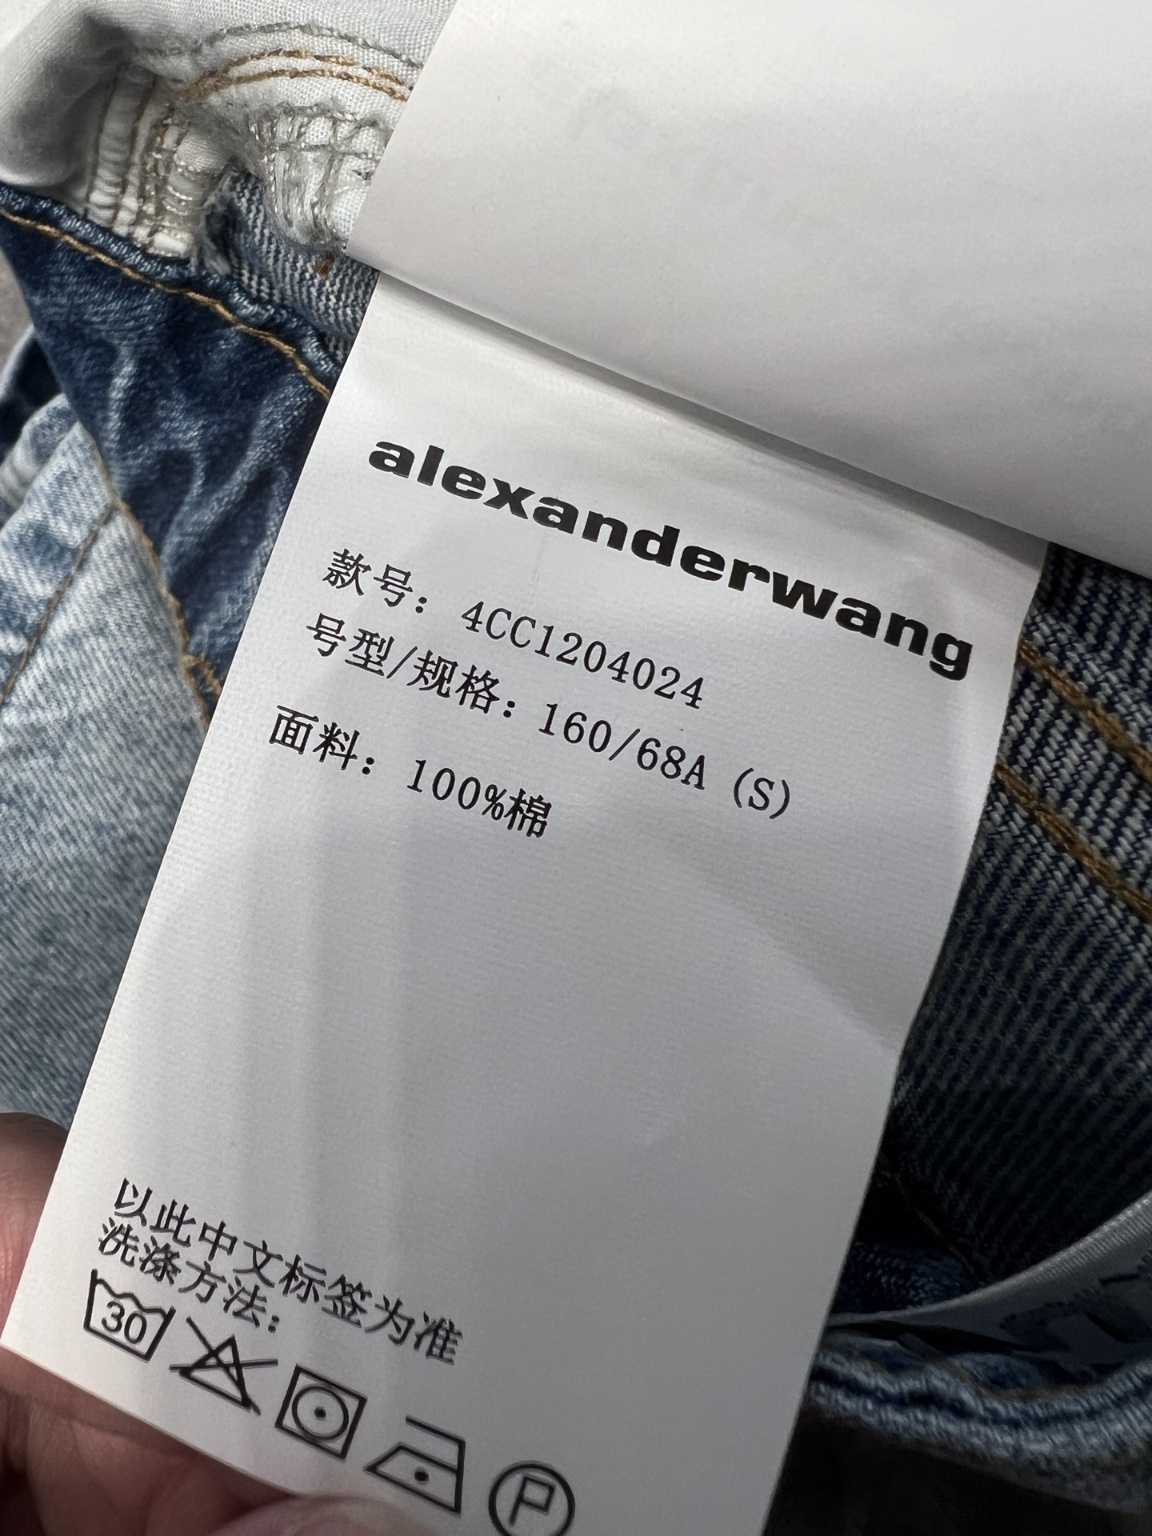 alexanderwang
款号: 4CC1204024
号型/规格: 160/68A (S)
面料: 100%棉
以此中文标签为准
洗涤方法:
30
P